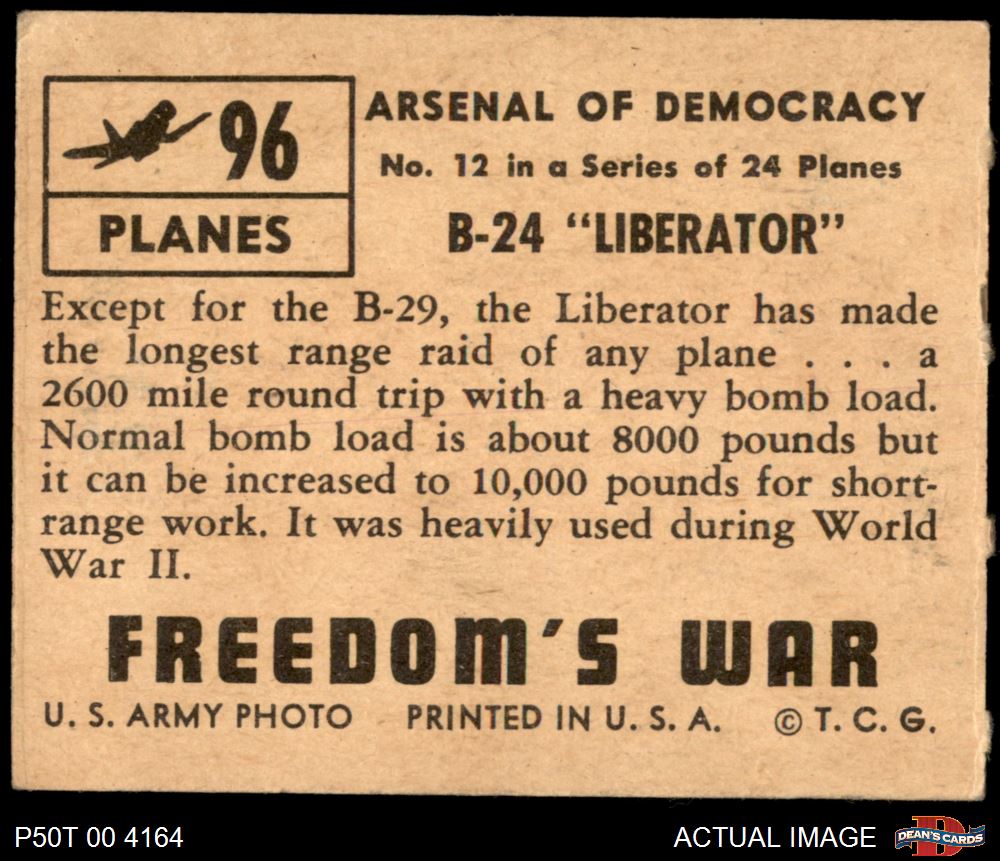 96
PLANES
ARSENAL OF DEMOCRACY
No. 12 in a Series of 24 Planes
B-24 “LIBERATOR”
Except for the B-29, the Liberator has made
the longest range raid of any plane . . . a
2600 mile round trip with a heavy bomb load.
Normal bomb load is about 8000 pounds but
it can be increased to 10,000 pounds for short-
range work. It was heavily used during World
War II.
FREEDOM'S WAR
U. S. ARMY PHOTO PRINTED IN U. S. A. © T. C. G.
P50T 00 4164 ACTUAL IMAGE D DEAN'S CARDS